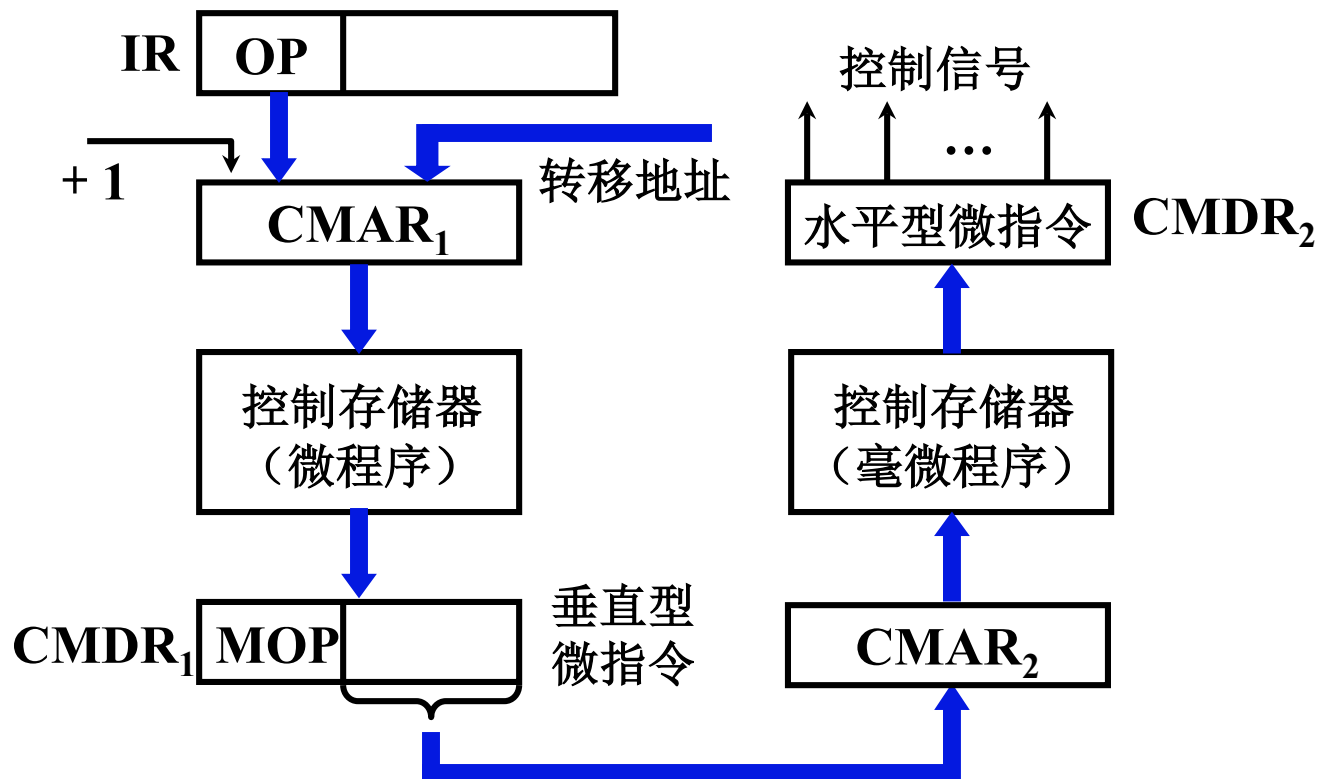 IR OP
+ 1
转移地址
CMAR₁
控制存储器
（微程序）
CMDR₁ MOP
垂直型
微指令
控制信号
…
水平型微指令 CMDR₂
控制存储器
（毫微程序）
CMAR₂